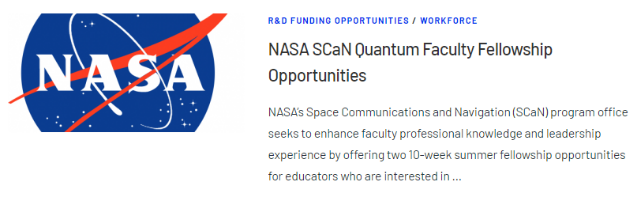 NASA
R&D FUNDING OPPORTUNITIES / WORKFORCE
NASA SCaN Quantum Faculty Fellowship
Opportunities
NASA's Space Communications and Navigation (SCaN) program office
seeks to enhance faculty professional knowledge and leadership
experience by offering two 10-week summer fellowship opportunities
for educators who are interested in ...